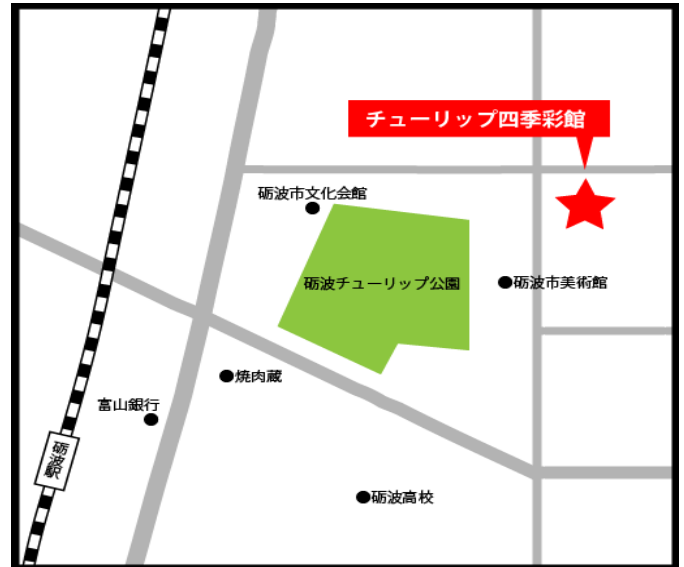 チューリップ四季彩館
砺波市文化会館
砺波チューリップ公園
砺波市美術館
焼肉蔵
富山銀行
砺波駅
砺波高校